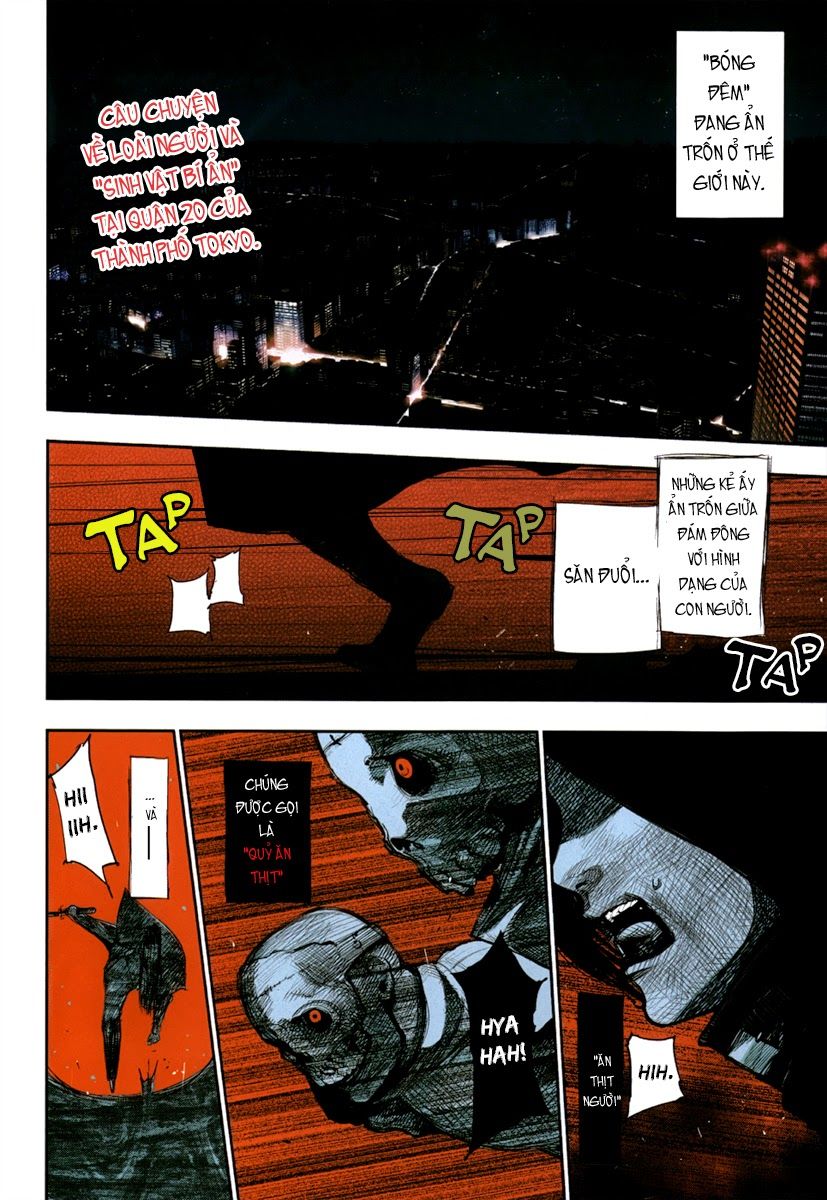 "BÓNG
ĐÊM"
ĐANG ẨN
TRỐN Ở THẾ
GIỚI NÀY.
CÂU CHUYỆN
VỀ LOÀI NGƯỜI VÀ
"SINH VẬT BÍ ẨN"
TẠI QUẬN 20 CỦA
THÀNH PHỐ TOKYO.
NHỮNG KẺ ẤY
ẨN TRỐN GIỮA
ĐÁM ĐÔNG
VỚI HÌNH
DẠNG CỦA
CON NGƯỜI.
SĂN ĐUỔI...
TAP
TAP
TAP
HIH.
"ĂN
THỊT
NGƯỜI"
HYA
HAH!
CHÚNG
ĐƯỢC GỌI
LÀ
"QUỶ ĂN
THỊT"
...
VÀ
—
HII
IIH.